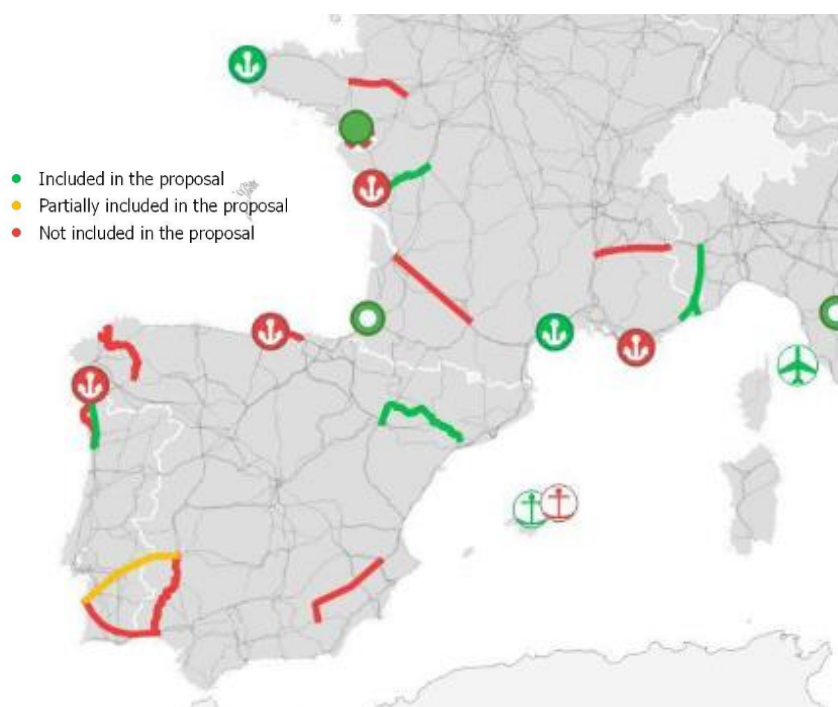 Included in the proposal
Partially included in the proposal
Not included in the proposal